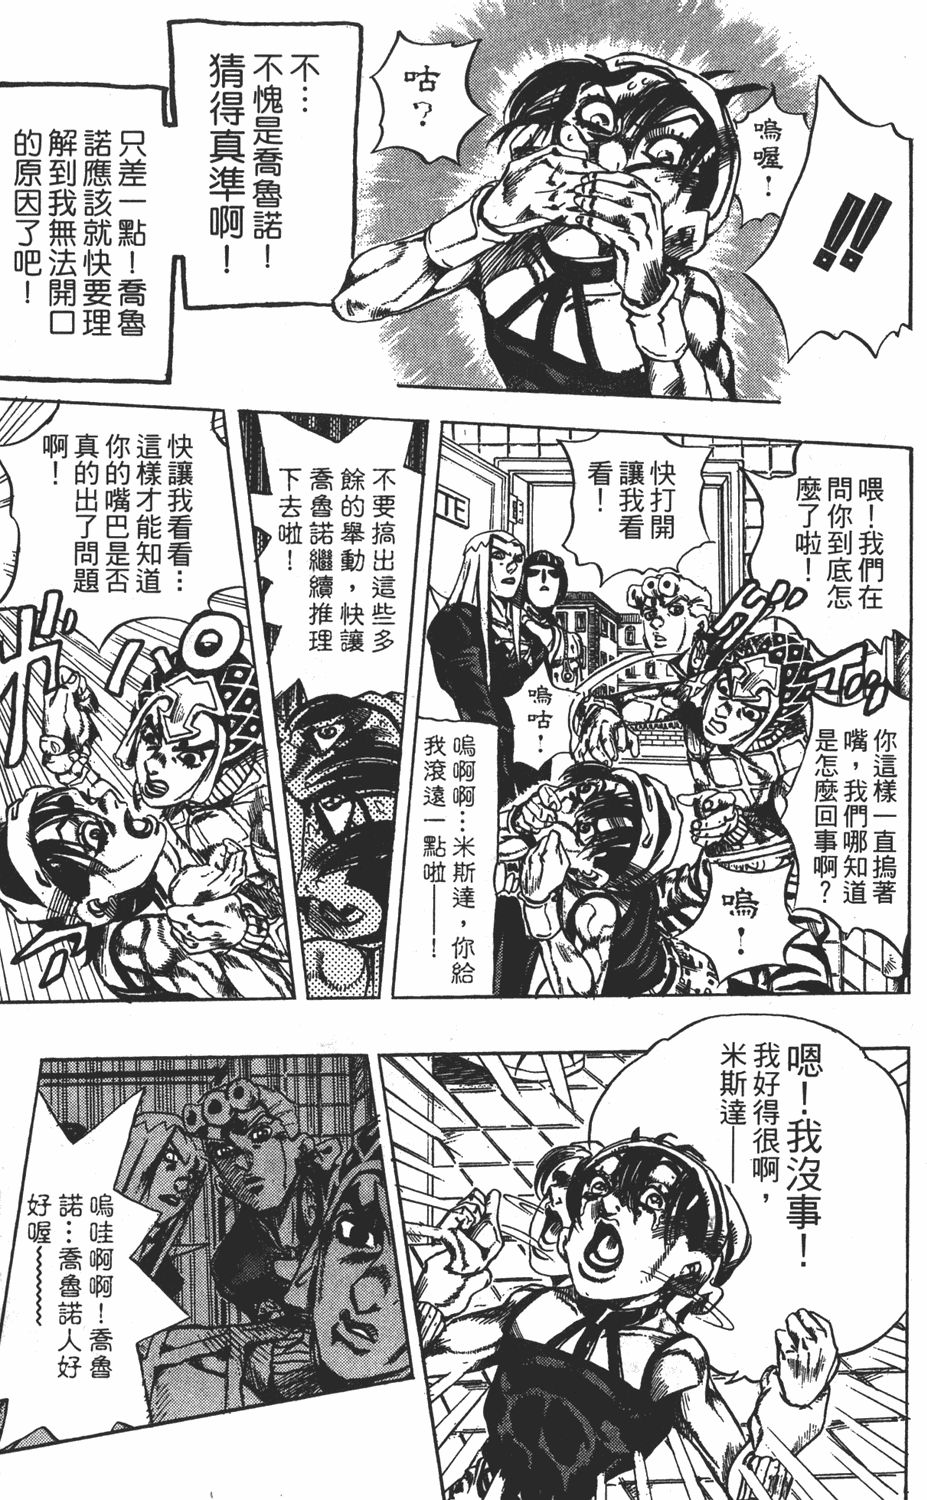 !!
嗚喔！
咕？
不…
不愧是喬魯諾！
猜得真準啊！
只差一點！喬魯
諾應該就快要理
解到我無法開口
的原因了吧！
喂！我們在
問你到底怎
麼了啦！
你這樣一直搗著
嘴，我們哪知道
是怎麼回事啊？
快打開
讓我看
看！
TE
嗚咕！
嗚！
嗚啊啊…米斯達，你給
我滾遠一點啦──！
不要搞出這些多
餘的舉動，快讓
喬魯諾繼續推理
下去啦！
快讓我看看…
這樣才能知道
你的嘴巴是否
真的出了問題
啊！
嗯！我沒事！
我好得很啊，
米斯達──
嗚哇啊啊！喬魯
諾…喬魯諾人好
好喔～～～